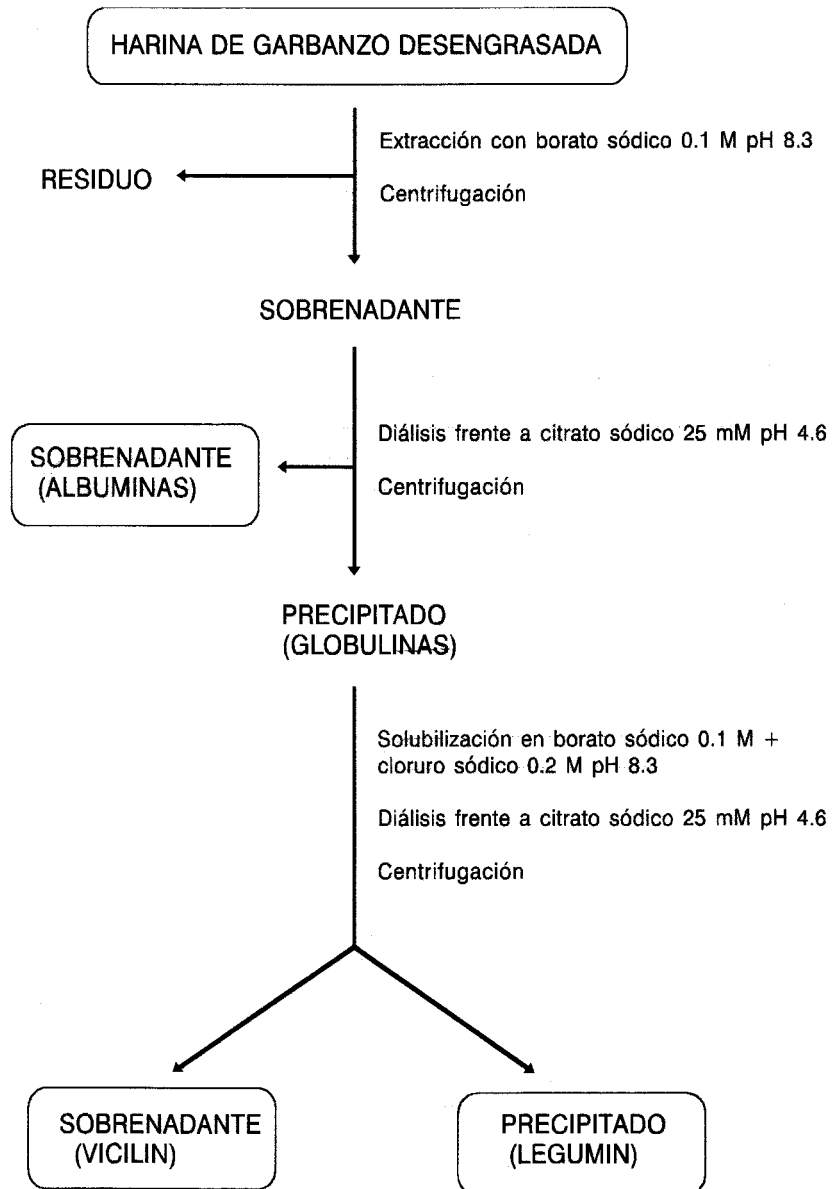 HARINA DE GARBANZO DESENGRASADA
Extracción con borato sódico 0.1 M pH 8.3
RESIDUO
Centrifugación
SOBRENADANTE
Diálisis frente a citrato sódico 25 mM pH 4.6
SOBRENADANTE
(ALBUMINAS)
Centrifugación
PRECIPITADO
(GLOBULINAS)
Solubilización en borato sódico 0.1 M +
cloruro sódico 0.2 M pH 8.3
Diálisis frente a citrato sódico 25 mM pH 4.6
Centrifugación
SOBRENADANTE
(VICILIN)
PRECIPITADO
(LEGUMIN)